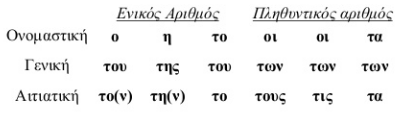 Ενικός Αριθμός Πληθυντικός αριθμός
Ονομαστική ο η το οι οι τα
Γενική του της του των των των
Αιτιατική το(ν) τη(ν) το τους τις τα